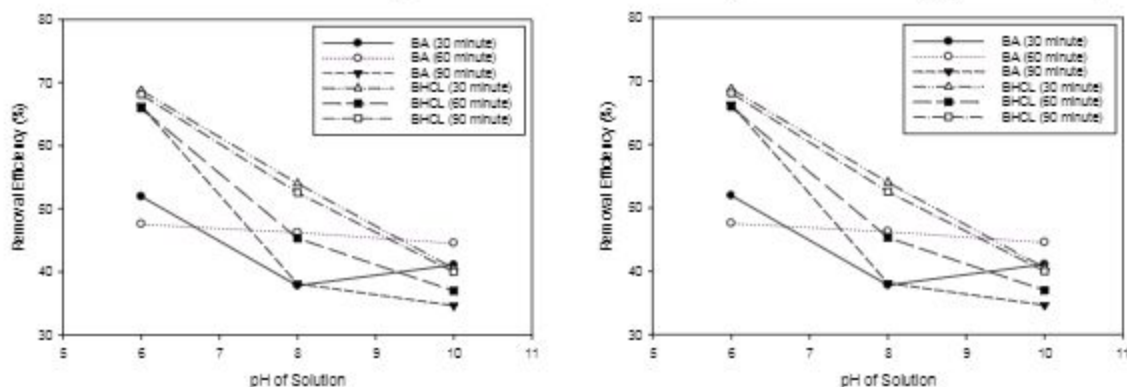 80
70
60
50
40
30
Removal Efficiency (%)
BA (30 minute)
BA (60 minute)
BA (90 minute)
BHCL (30 minute)
BHCL (60 minute)
BHCL (90 minute)
5 6 7 8 9 10 11
pH of Solution
80
70
60
50
40
30
Removal Efficiency (%)
BA (30 minute)
BA (60 minute)
BA (90 minute)
BHCL (30 minute)
BHCL (60 minute)
BHCL (90 minute)
5 6 7 8 9 10 11
pH of Solution